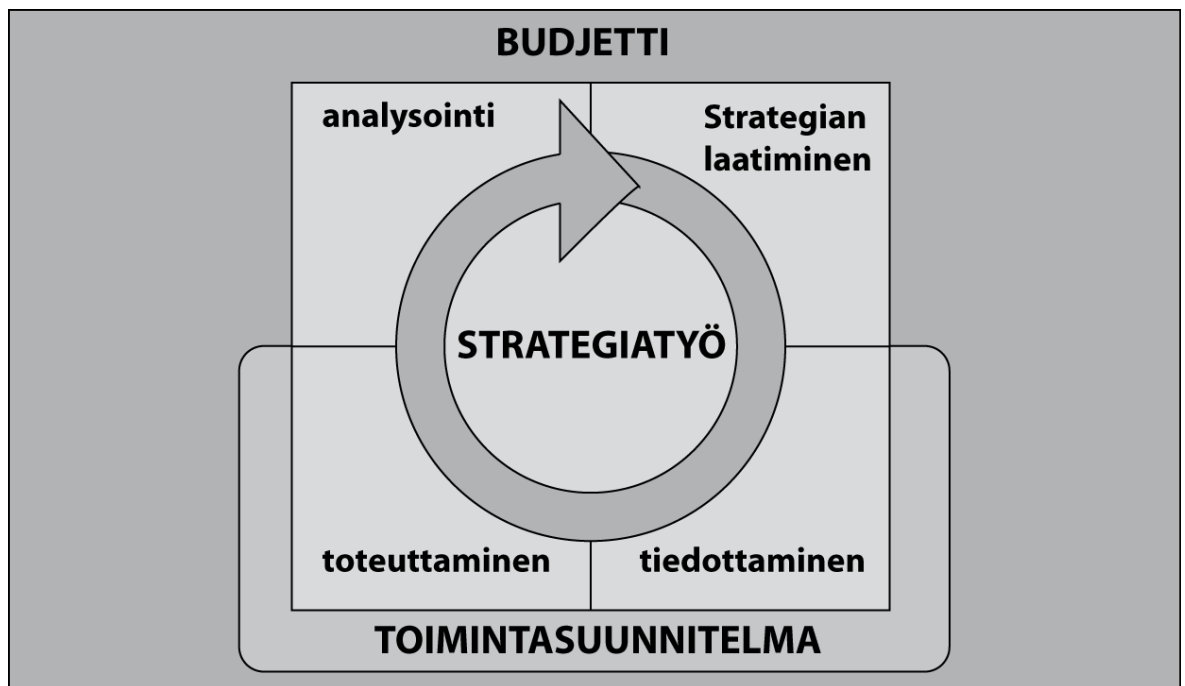 BUDJETTI
analysointi
Strategian
laatiminen
STRATEGIATYÖ
toteuttaminen
tiedottaminen
TOIMINTASUUNNITELMA